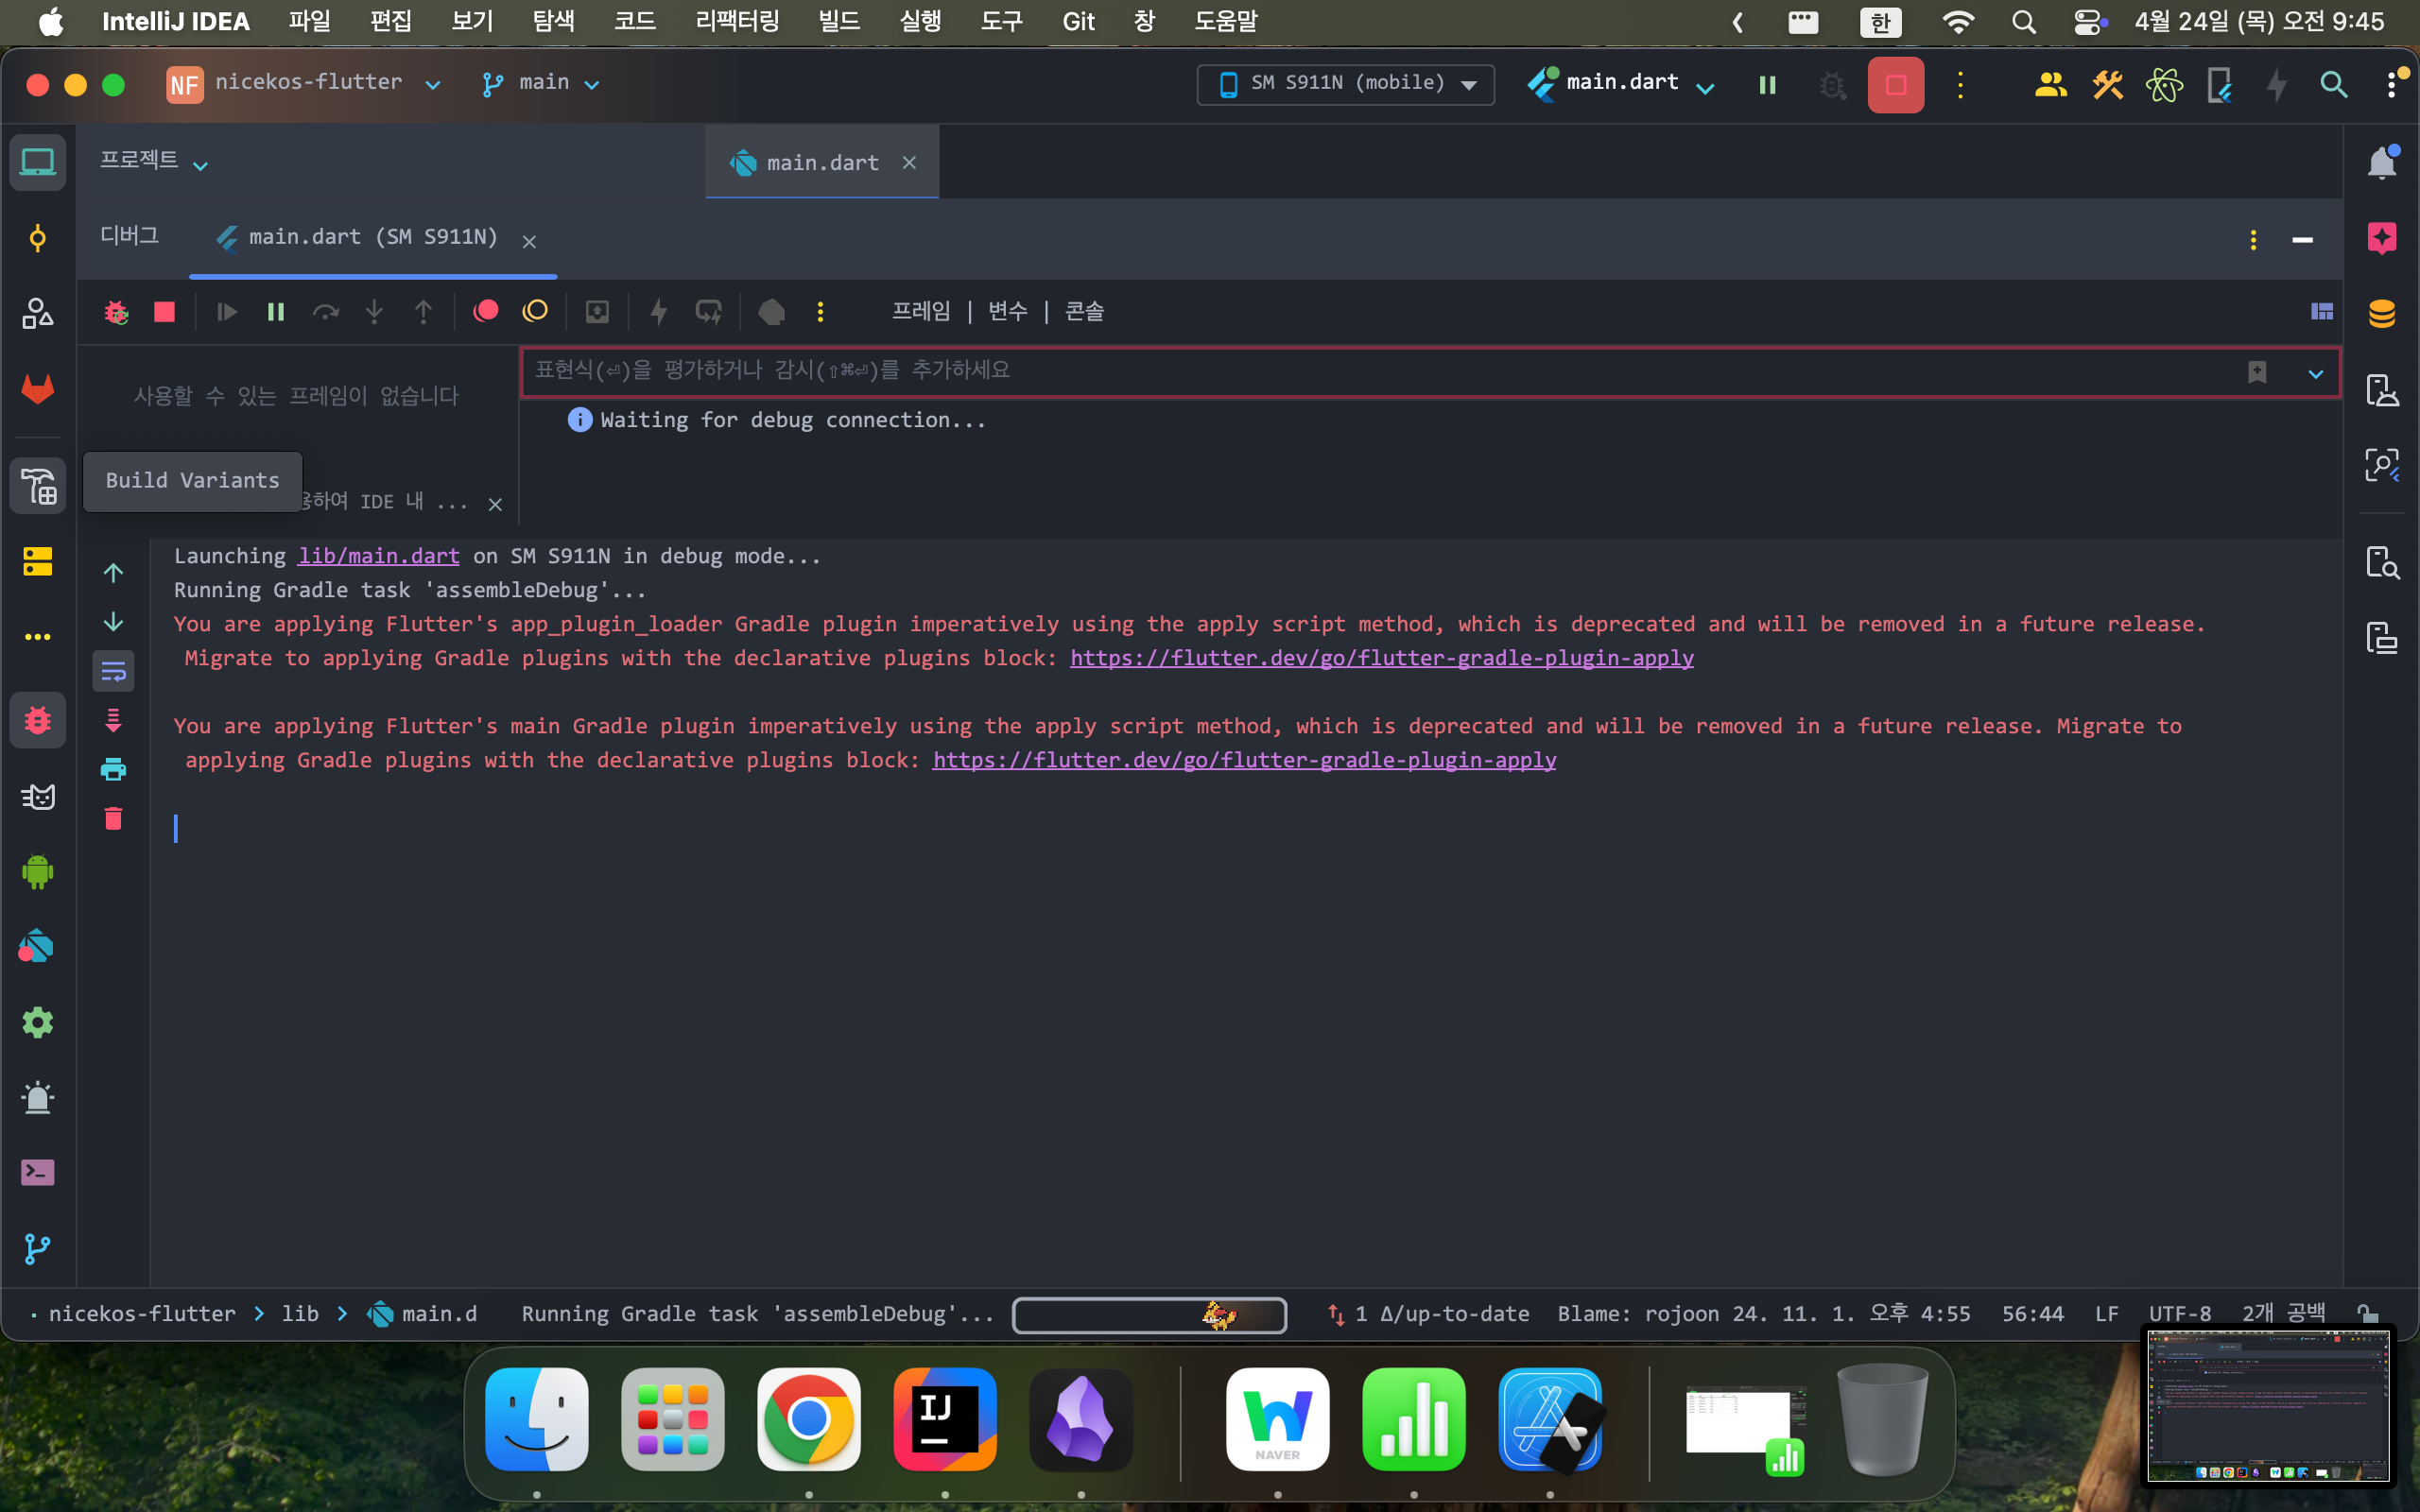 IntelliJ IDEA 파일 편집 보기 탐색 코드 리팩터링 빌드 실행 도구 Git 창 도움말 한 4월 24일 (목) 오전 9:45
NF nicekos-flutter main SM S911N (mobile) main.dart
프로젝트 main.dart
디버그 main.dart (SM S911N)
프레임 | 변수 | 콘솔
표현식(⏎)을 평가하거나 감시(⇧⌘⏎)를 추가하세요
사용할 수 있는 프레임이 없습니다
Waiting for debug connection...
Build Variants
용하여 IDE 내 ...
Launching lib/main.dart on SM S911N in debug mode...
Running Gradle task 'assembleDebug'...
You are applying Flutter's app_plugin_loader Gradle plugin imperatively using the apply script method, which is deprecated and will be removed in a future release.
Migrate to applying Gradle plugins with the declarative plugins block: https://flutter.dev/go/flutter-gradle-plugin-apply
You are applying Flutter's main Gradle plugin imperatively using the apply script method, which is deprecated and will be removed in a future release. Migrate to
applying Gradle plugins with the declarative plugins block: https://flutter.dev/go/flutter-gradle-plugin-apply
nicekos-flutter > lib > main.d Running Gradle task 'assembleDebug'... 1 Δ/up-to-date Blame: rojoon 24. 11. 1. 오후 4:55 56:44 LF UTF-8 2개 공백
IJ
NAVER